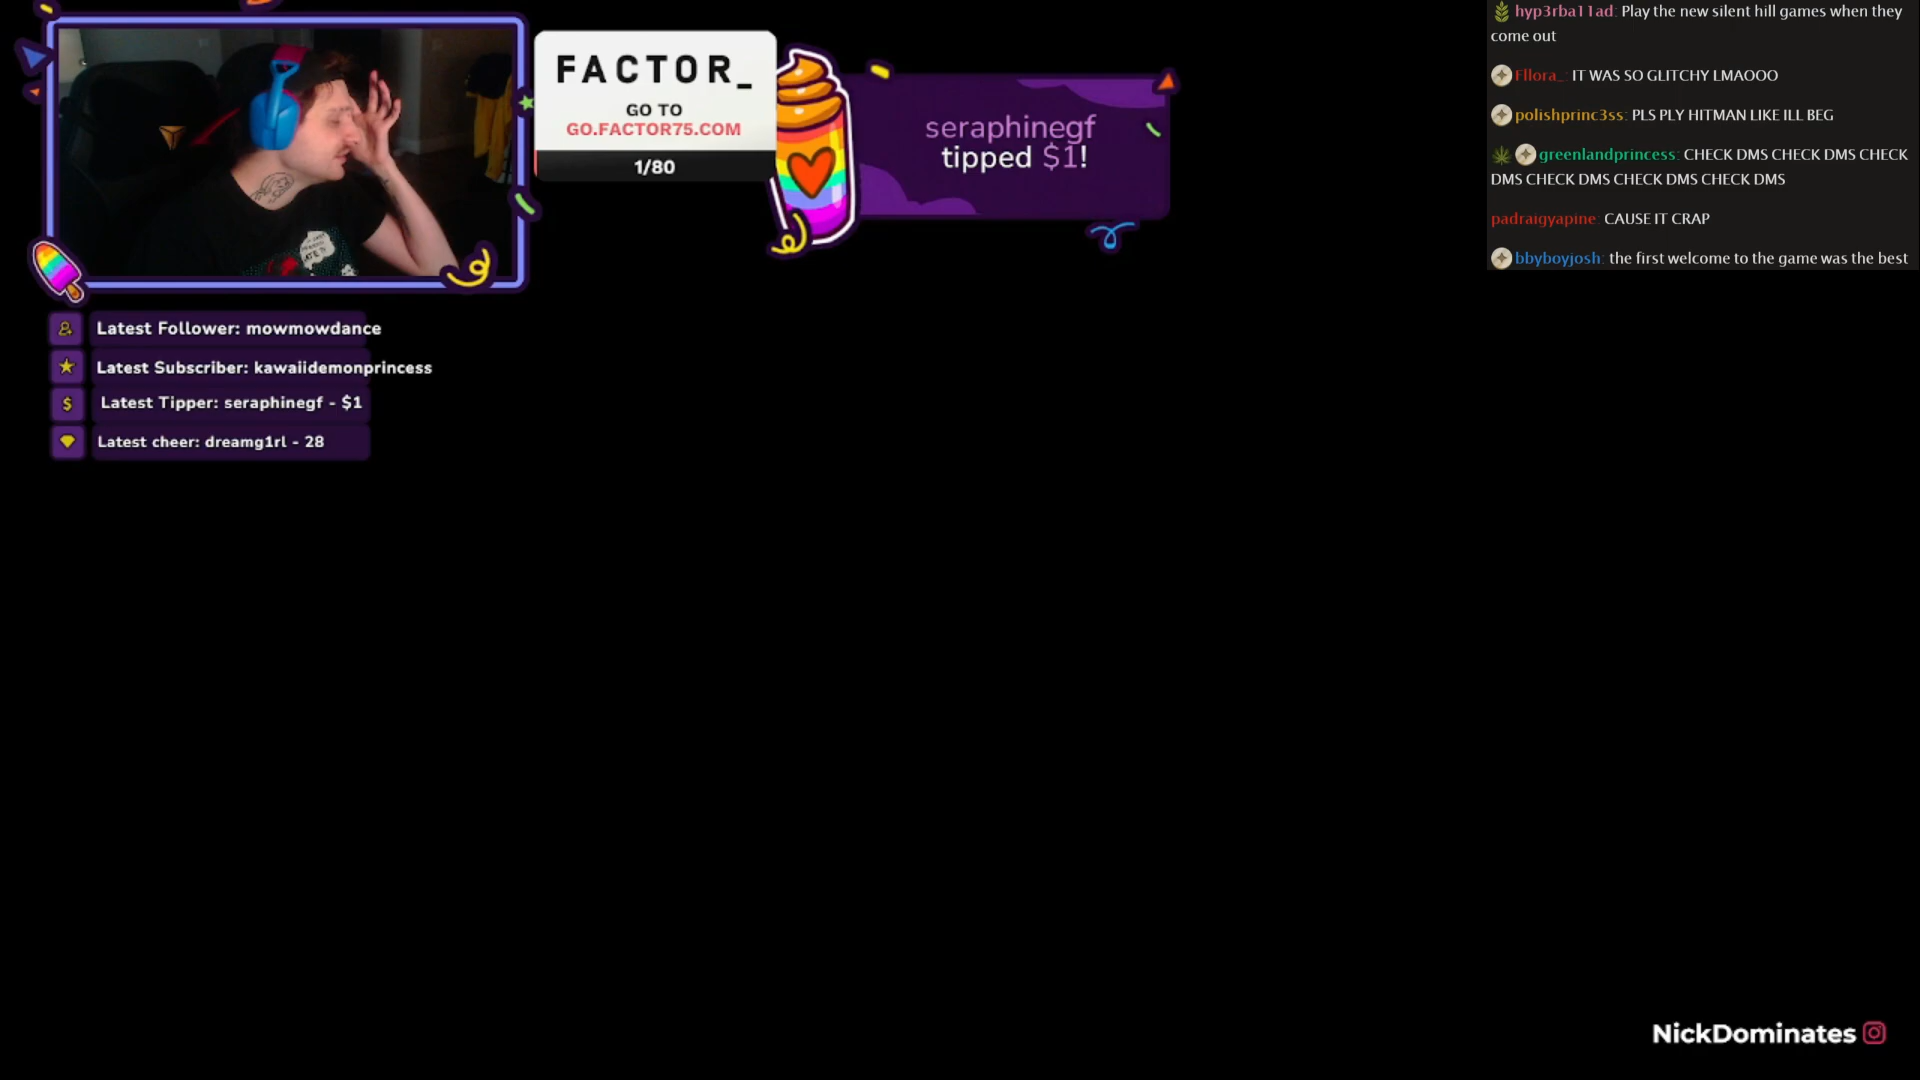 FACTOR_
GO TO
GO.FACTOR75.COM
1/80
seraphinegf
tipped $1!
Latest Follower: mowmowdance
Latest Subscriber: kawaiidemonprincess
Latest Tipper: seraphinegf - $1
Latest cheer: dreamg1rl - 28
hyp3rba11ad: Play the new silent hill games when they
come out
Fllora_: IT WAS SO GLITCHY LMAOOO
polishprinc3ss: PLS PLY HITMAN LIKE ILL BEG
greenlandprincess: CHECK DMS CHECK DMS CHECK
DMS CHECK DMS CHECK DMS CHECK DMS
padraigyapine: CAUSE IT CRAP
bbyboyjosh: the first welcome to the game was the best
NickDominates